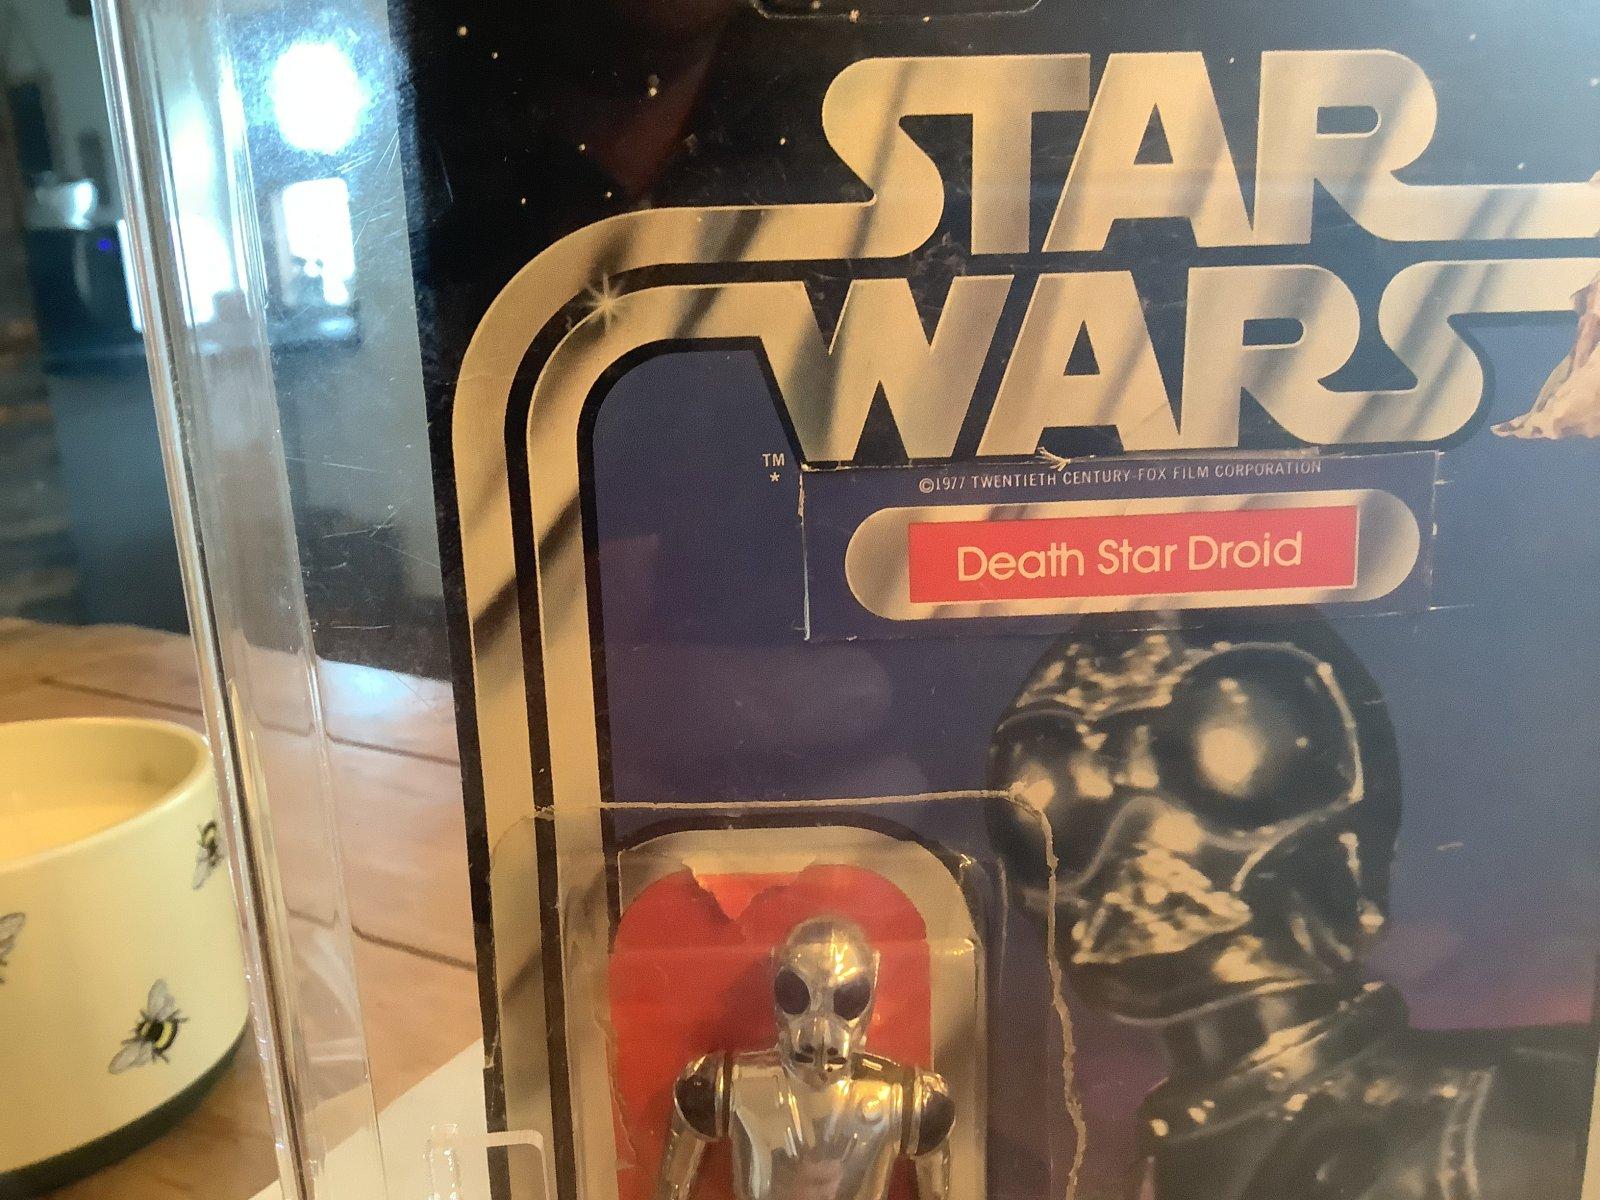 STAR
WARS
TM
*
©1977 TWENTIETH CENTURY-FOX FILM CORPORATION
Death Star Droid